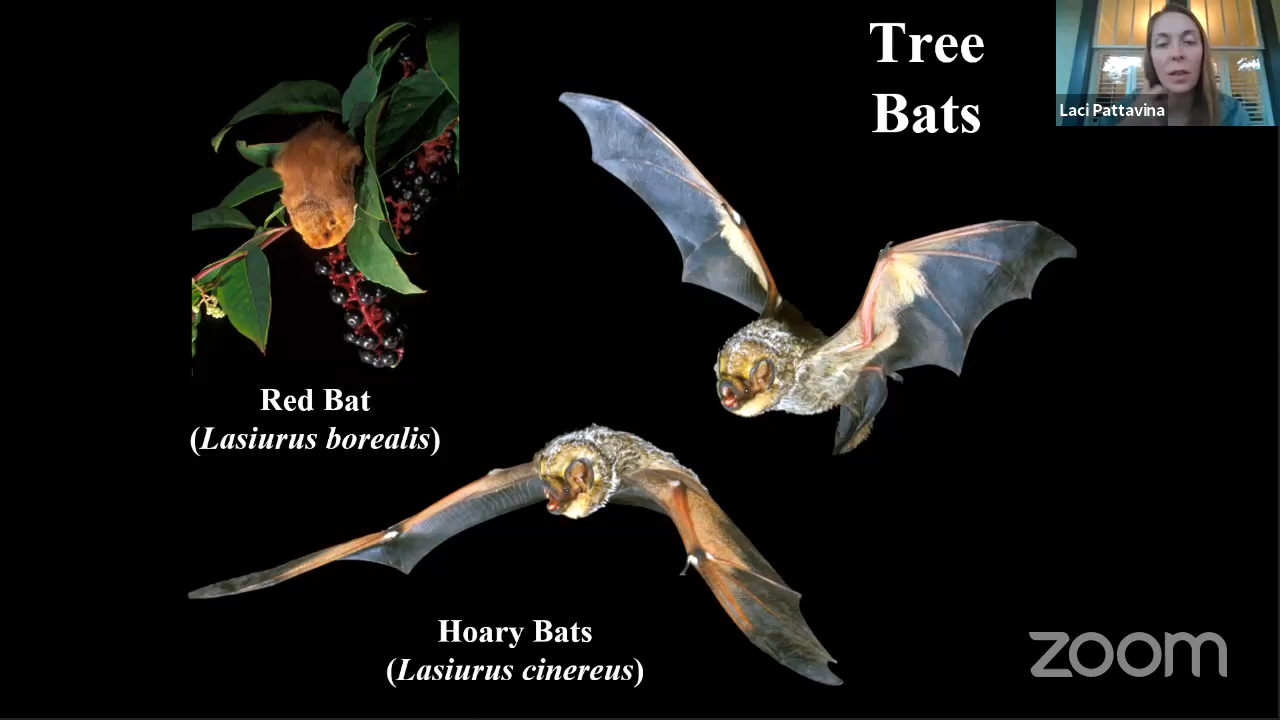 Tree
Bats
Laci Pattavina
Red Bat
(Lasiurus borealis)
Hoary Bats
(Lasiurus cinereus)
zoom